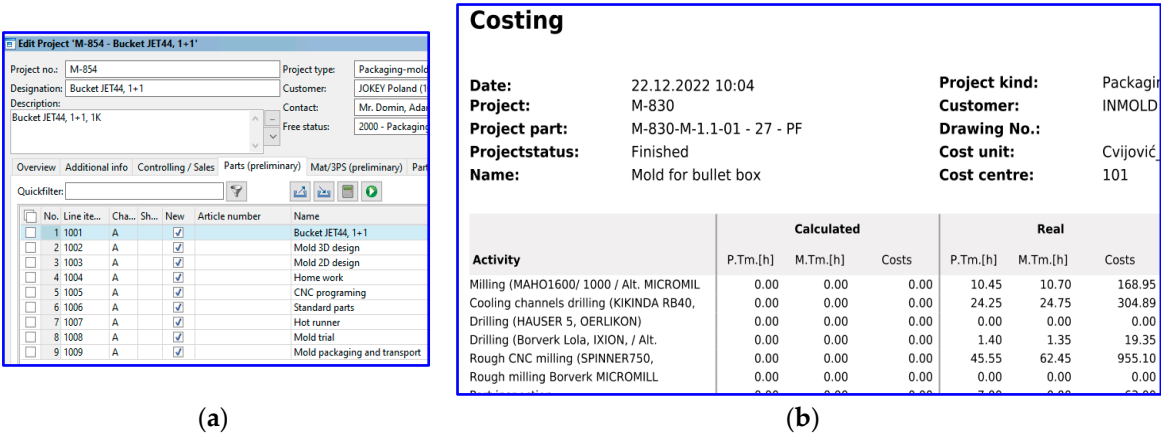 Edit Project 'M-854 - Bucket JET44, 1+1'
Project no.: M-854 Project type: Packaging-mold
Designation: Bucket JET44, 1+1 Customer: JOKEY Poland (1
Description: Contact: Mr. Domin, Ada
Bucket JET44, 1+1, 1K
Free status: 2000 - Packaging
Overview Additional info Controlling / Sales Parts (preliminary) Mat/3PS (preliminary) Part
Quickfilter:
No. Line ite... Cha... Sh... New Article number Name
1 1001 A Bucket JET44, 1+1
2 1002 A Mold 3D design
3 1003 A Mold 2D design
4 1004 A Home work
5 1005 A CNC programing
6 1006 A Standard parts
7 1007 A Hot runner
8 1008 A Mold trial
9 1009 A Mold packaging and transport
(a)
Costing
Date: 22.12.2022 10:04 Project kind: Packagin
Project: M-830 Customer: INMOLD
Project part: M-830-M-1.1-01 - 27 - PF Drawing No.:
Projectstatus: Finished Cost unit: Cvijović_
Name: Mold for bullet box Cost centre: 101
Calculated Real
Activity P.Tm.[h] M.Tm.[h] Costs P.Tm.[h] M.Tm.[h] Costs
Milling (MAHO1600/ 1000 / Alt. MICROMIL 0.00 0.00 0.00 10.45 10.70 168.95
Cooling channels drilling (KIKINDA RB40, 0.00 0.00 0.00 24.25 24.75 304.89
Drilling (HAUSER 5, OERLIKON) 0.00 0.00 0.00 0.00 0.00 0.00
Drilling (Borverk Lola, IXION, / Alt. 0.00 0.00 0.00 1.40 1.35 19.35
Rough CNC milling (SPINNER750, 0.00 0.00 0.00 45.55 62.45 955.10
Rough milling Borverk MICROMILL 0.00 0.00 0.00 0.00 0.00 0.00
(b)